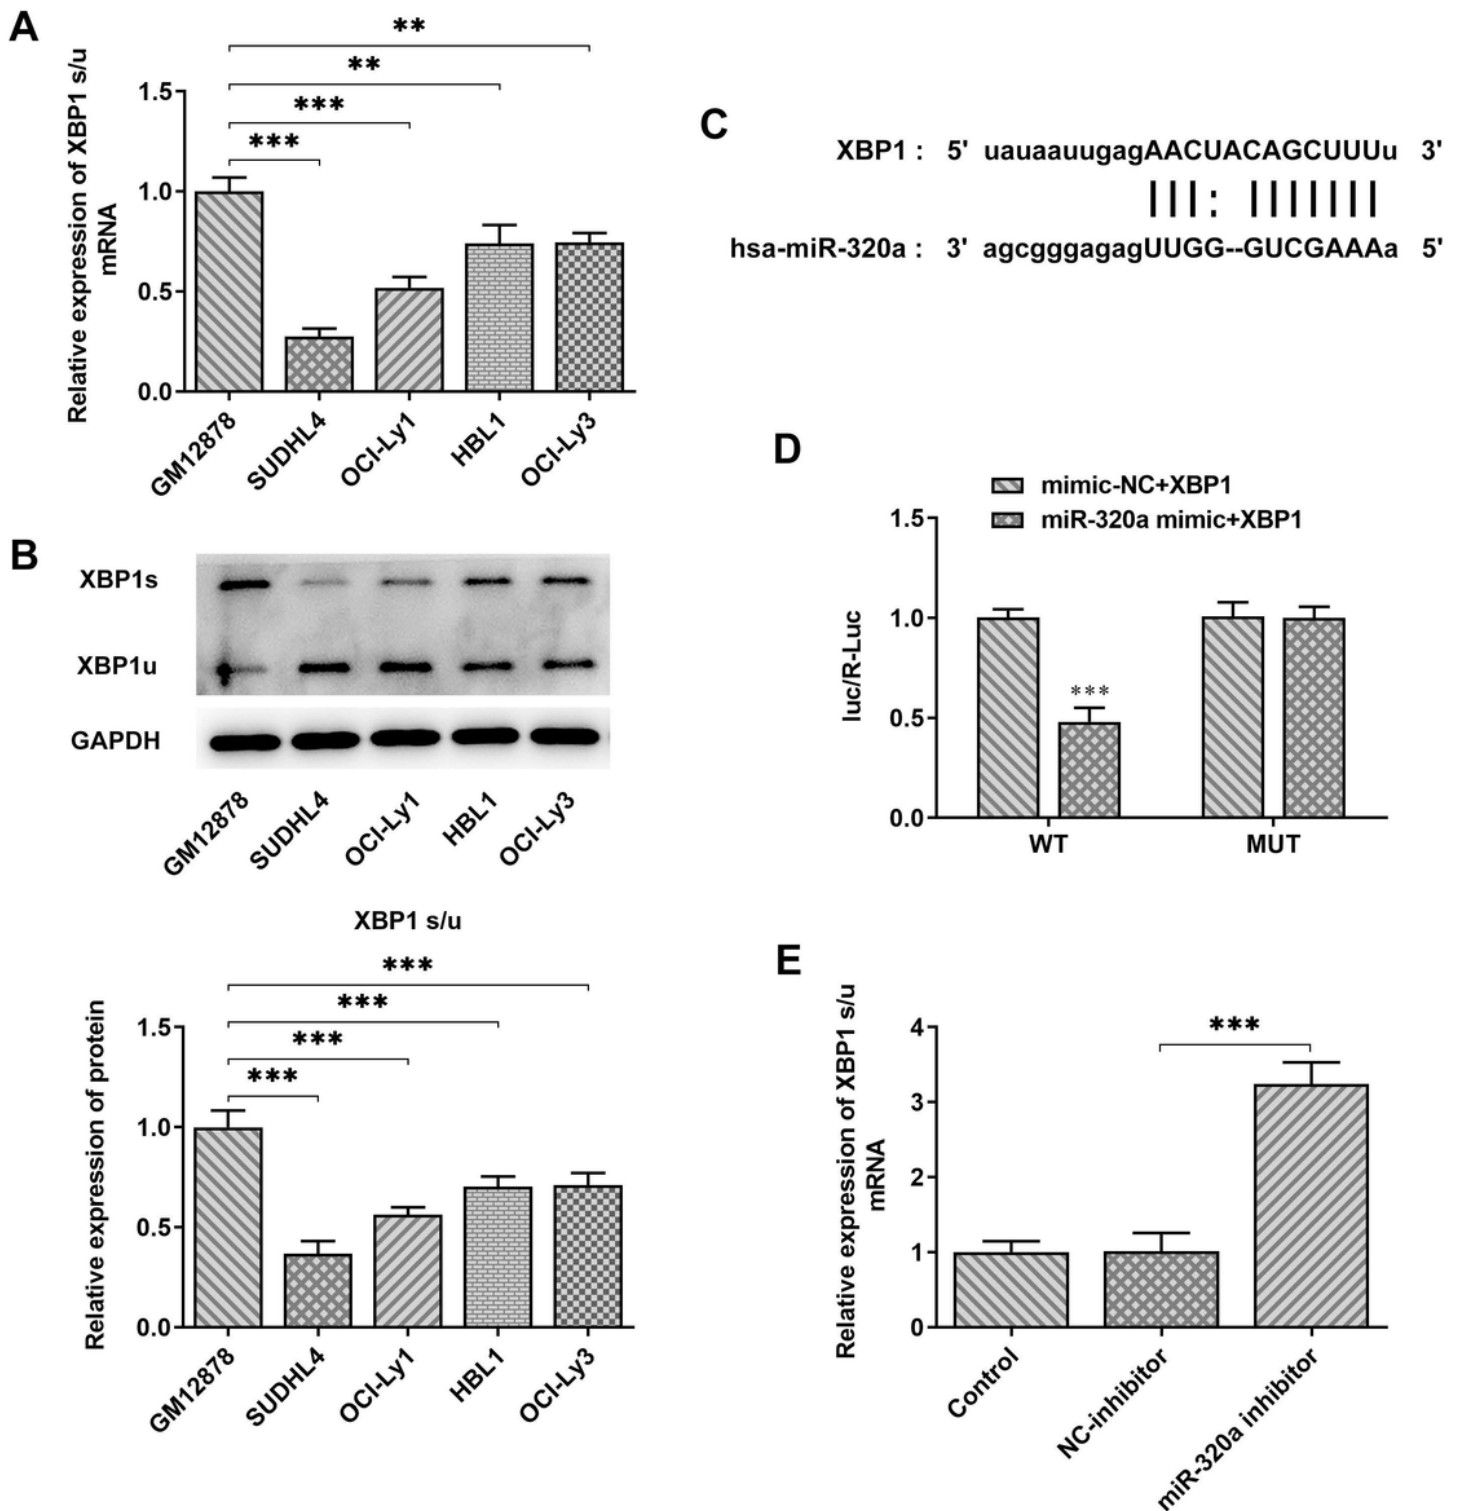 A
Relative expression of XBP1 s/u
mRNA
**
**
***
***
1.5
1.0
0.5
0.0
GM12878
SUDHL4
OCI-Ly1
HBL1
OCI-Ly3
B
XBP1s
XBP1u
GAPDH
GM12878
SUDHL4
OCI-Ly1
HBL1
OCI-Ly3
XBP1 s/u
Relative expression of protein
***
***
***
***
1.5
1.0
0.5
0.0
GM12878
SUDHL4
OCI-Ly1
HBL1
OCI-Ly3
C
XBP1 : 5' uauaauugagAACUACAGCUUUu 3'
|||: |||||||
hsa-miR-320a : 3' agcgggagagUUGG--GUCGAAAa 5'
D
mimic-NC+XBP1
miR-320a mimic+XBP1
luc/R-Luc
1.5
1.0
0.5
0.0
***
WT
MUT
E
Relative expression of XBP1 s/u
mRNA
***
4
3
2
1
0
Control
NC-inhibitor
miR-320a inhibitor